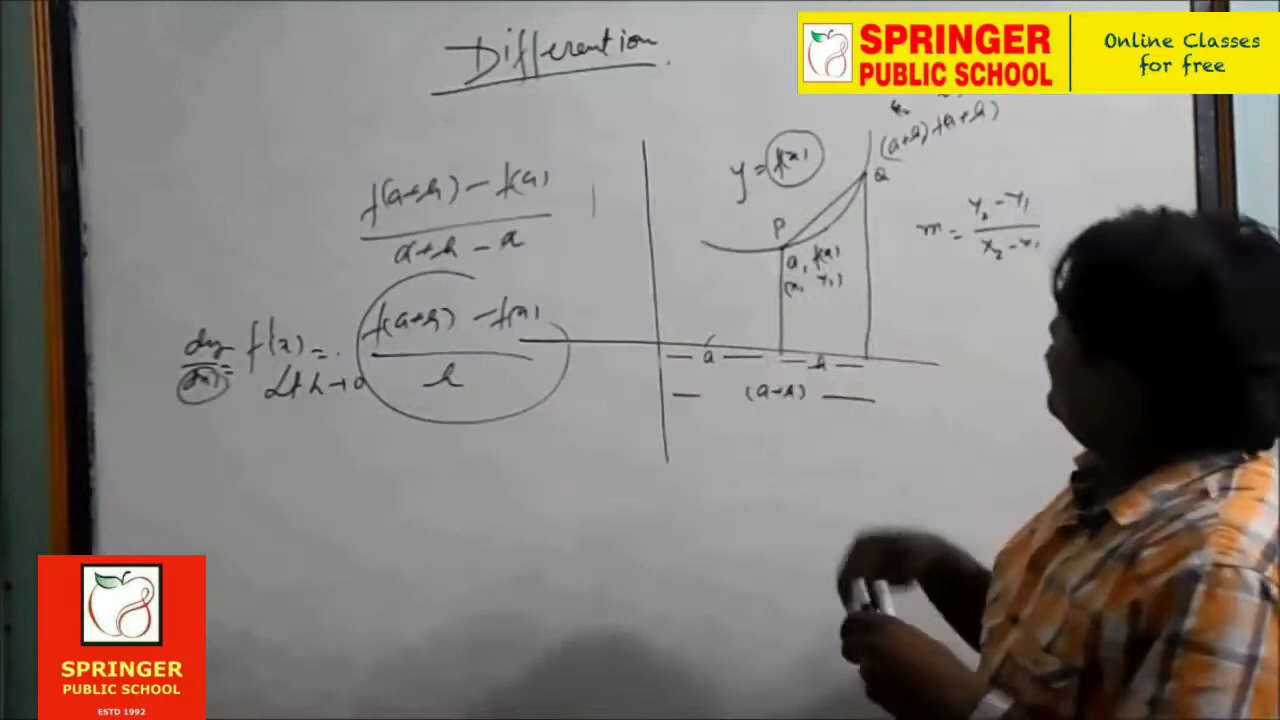 Differention
SPRINGER
PUBLIC SCHOOL
Online Classes
for free
f(a+h) - f(a)
a+h - a
f(a+h) - f(a)
h
dy
dx =
f'(x) =
Lt h→0
y = f(x)
(a+h) f(a+h)
Q
P
a, f(a)
(x1 y1)
m = y2 - y1
x2 - x1
a
h
(a+h)
SPRINGER
PUBLIC SCHOOL
ESTD 1992